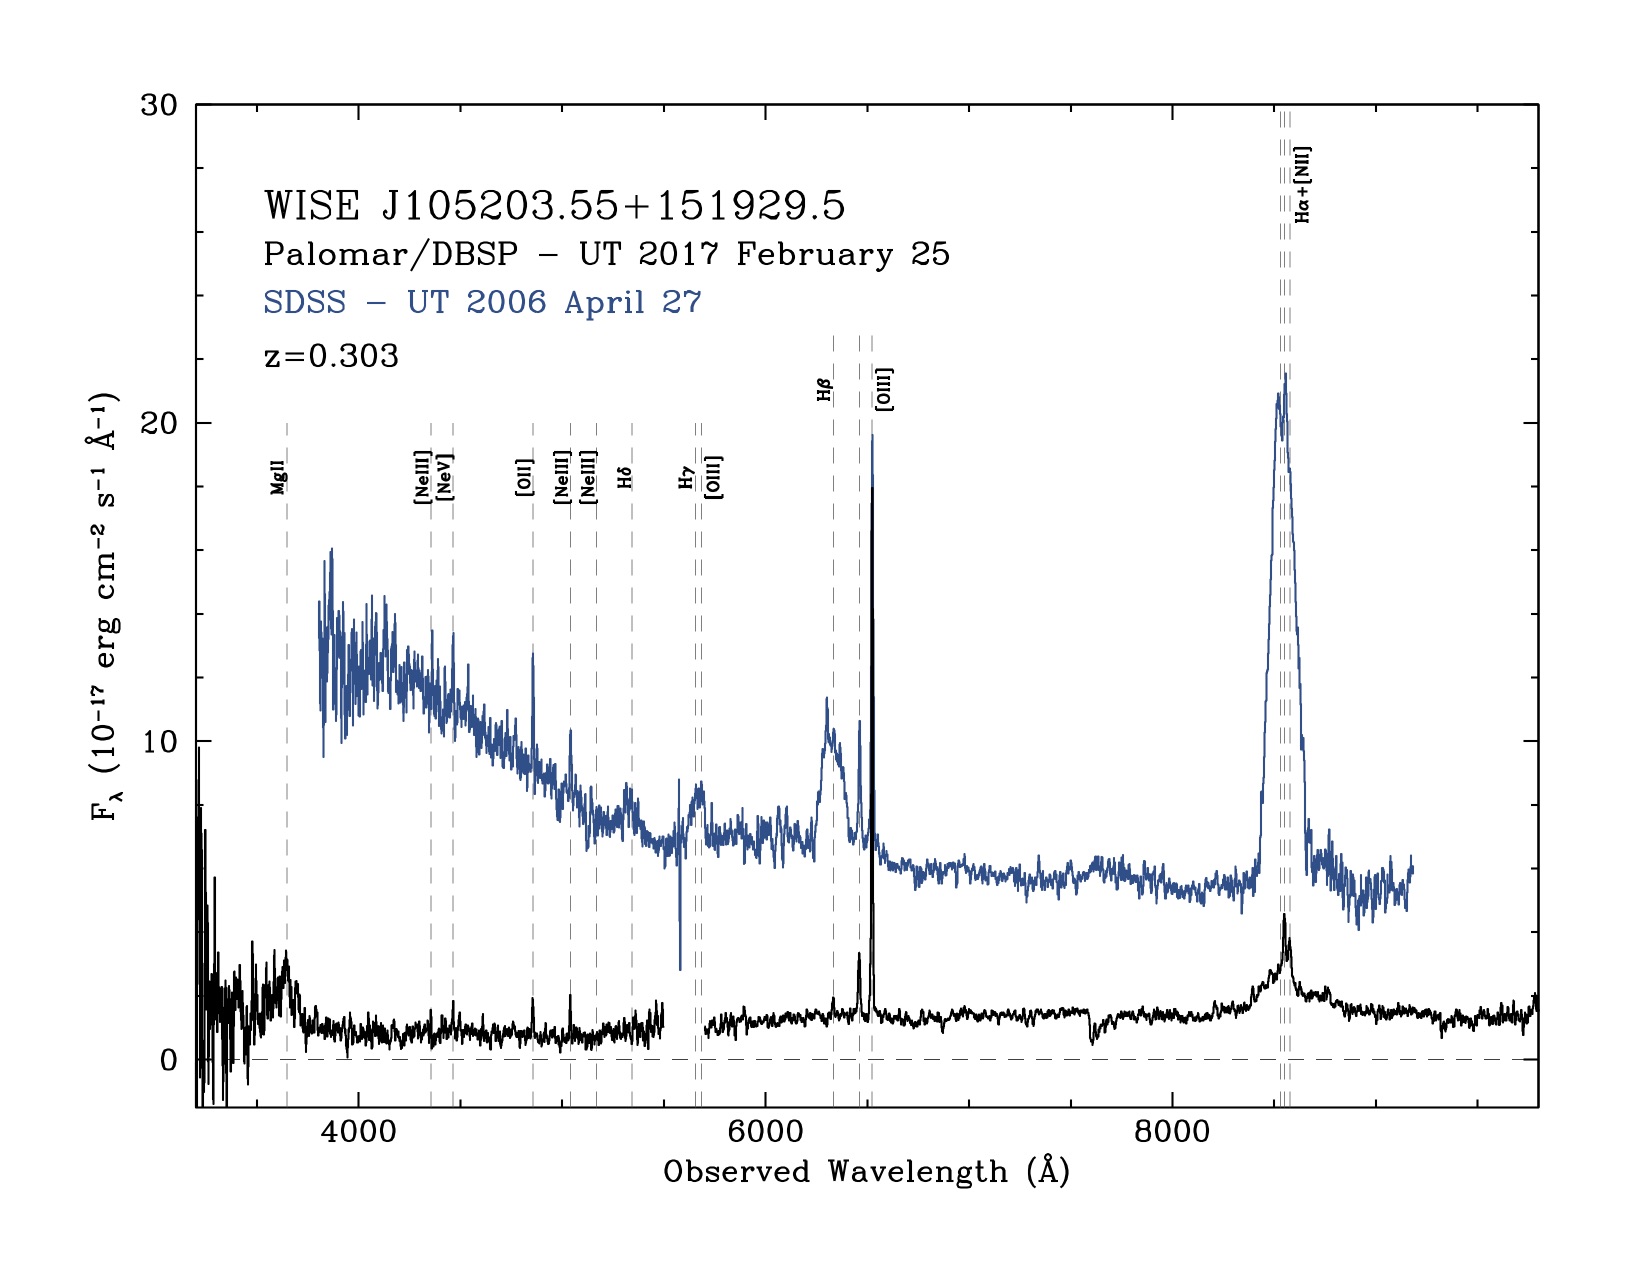 30
20
10
0
WISE J105203.55+151929.5
Palomar/DBSP – UT 2017 February 25
SDSS – UT 2006 April 27
z=0.303
MgII
[NeIII]
[NeV]
[OII]
[NeIII]
[NeIII]
Hδ
Hγ
[OIII]
Hβ
[OIII]
Hα+[NII]
F_λ (10⁻¹⁷ erg cm⁻² s⁻¹ Å⁻¹)
4000 6000 8000
Observed Wavelength (Å)